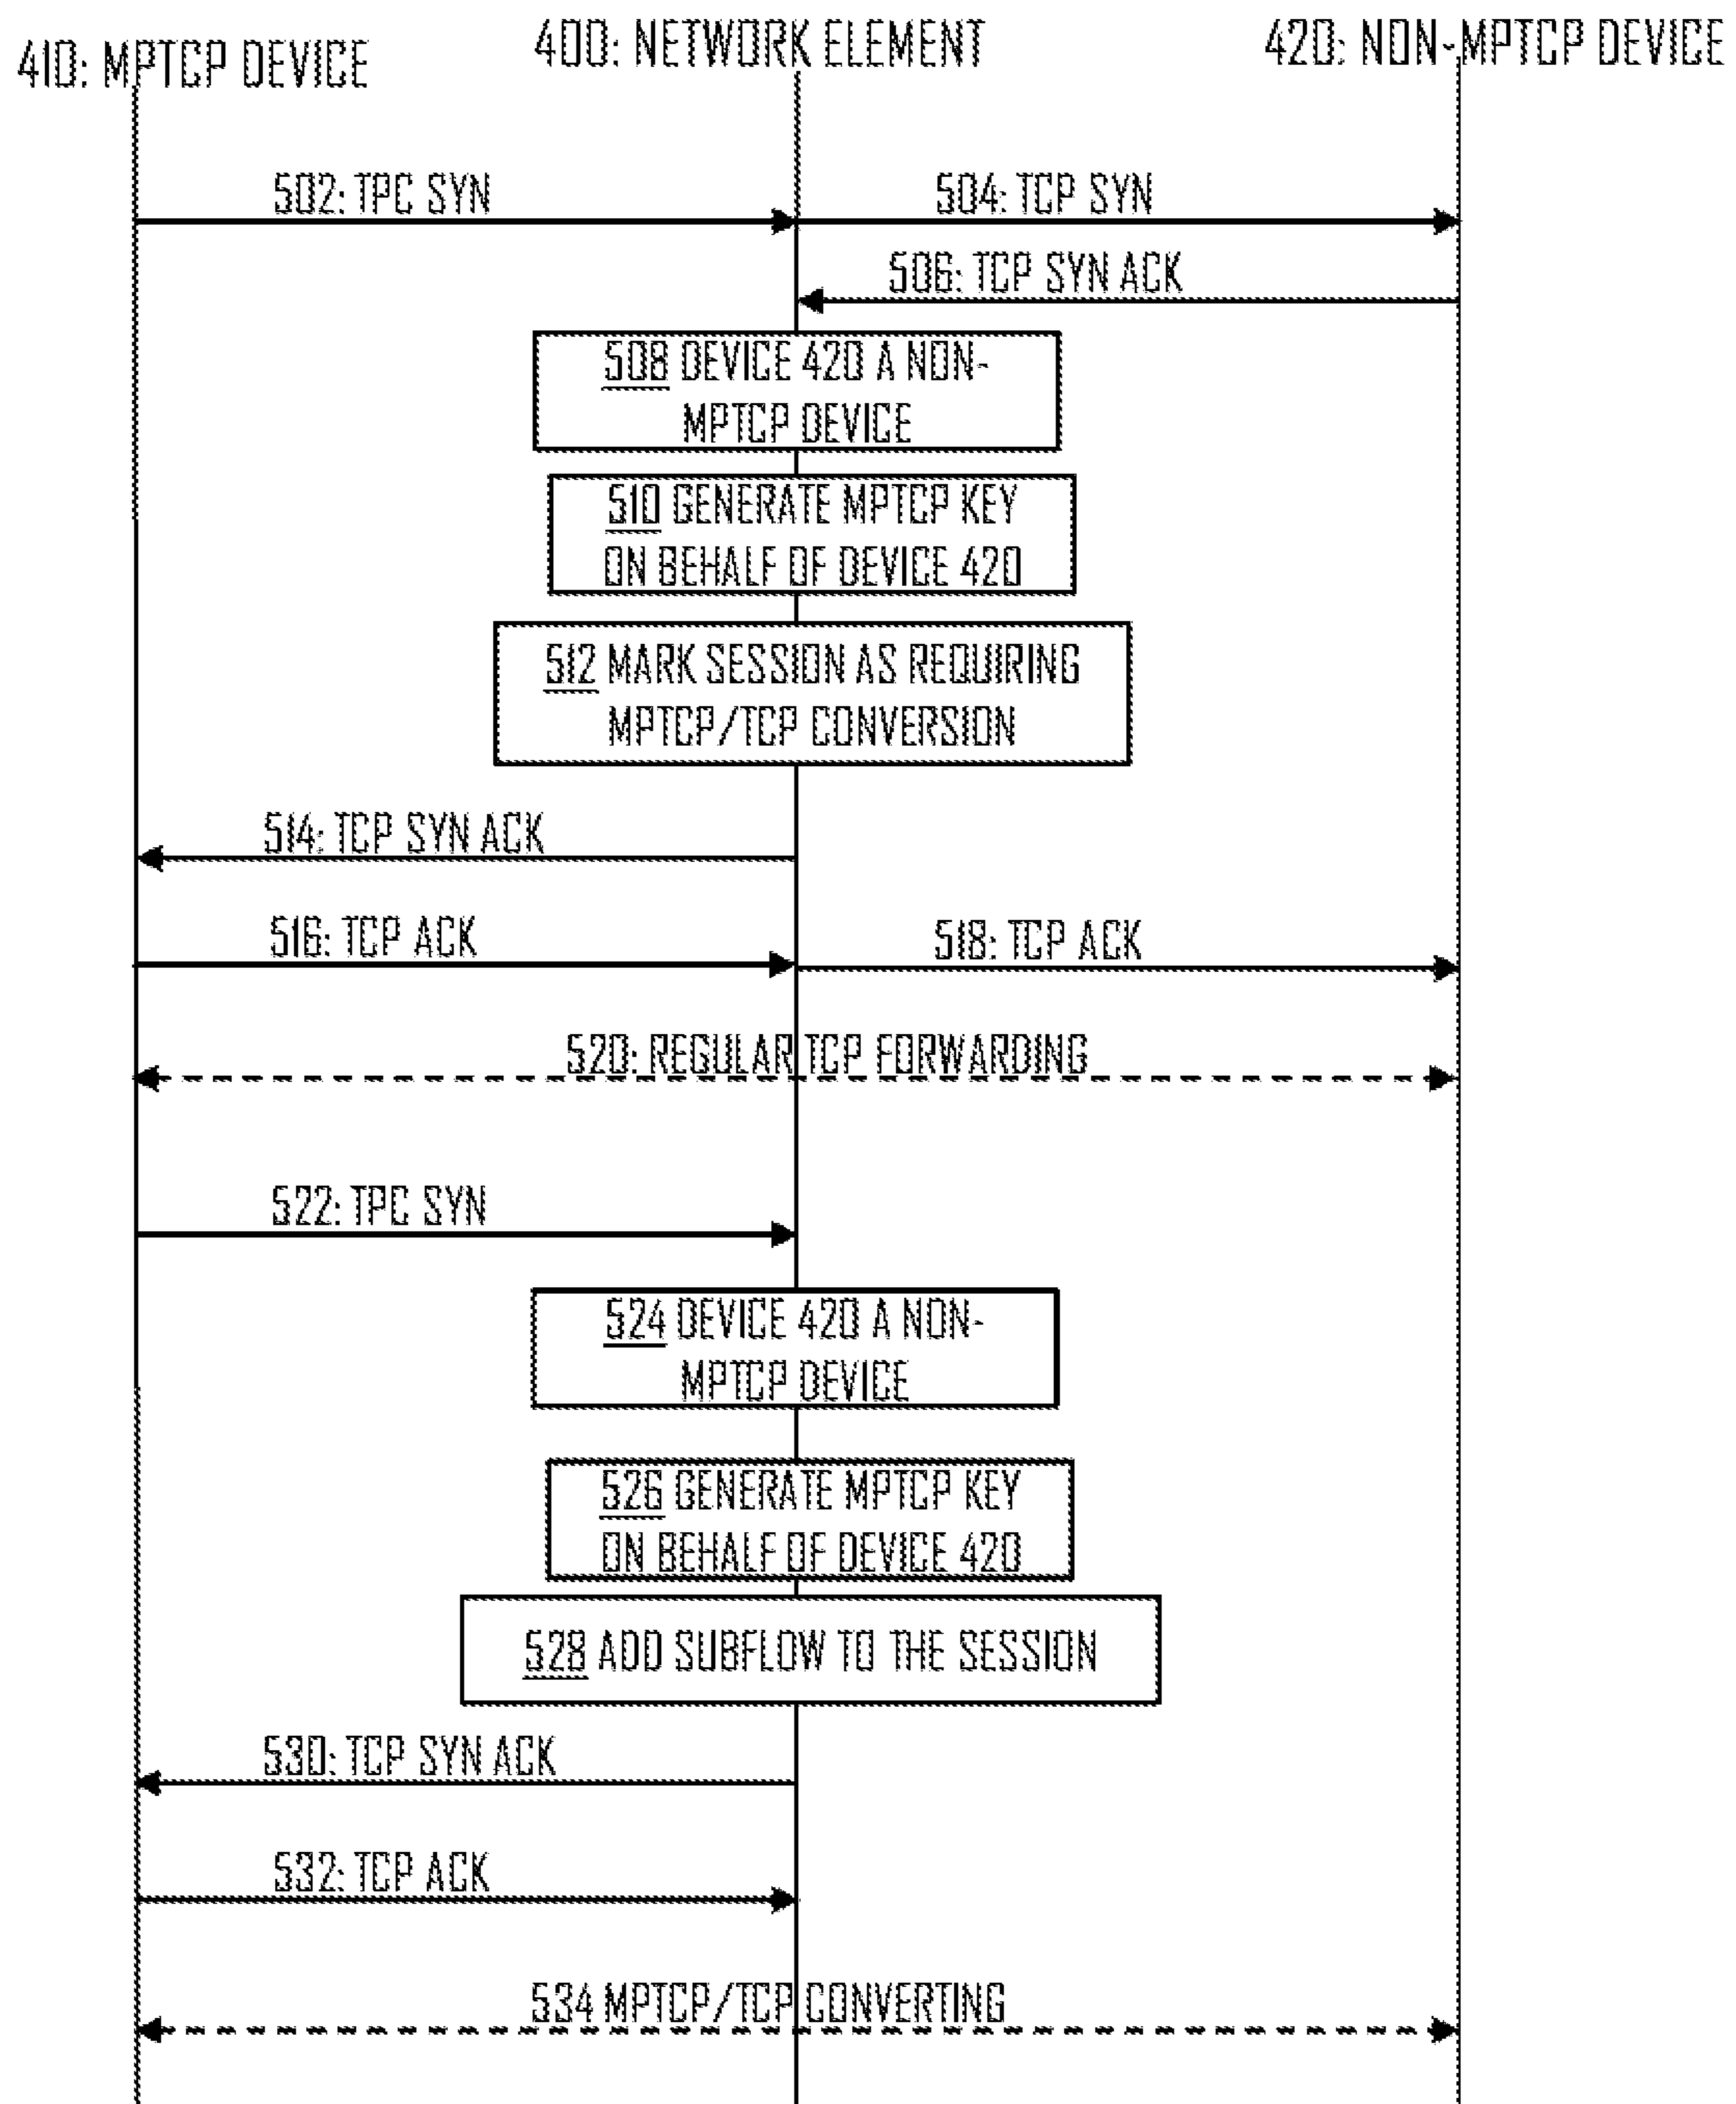 410: MPTCP DEVICE
400: NETWORK ELEMENT
420: NON-MPTCP DEVICE
502: TPC SYN
504: TCP SYN
506: TCP SYN ACK
508 DEVICE 420 A NON-
MPTCP DEVICE
510 GENERATE MPTCP KEY
ON BEHALF OF DEVICE 420
512 MARK SESSION AS REQUIRING
MPTCP/TCP CONVERSION
514: TCP SYN ACK
516: TCP ACK
518: TCP ACK
520: REGULAR TCP FORWARDING
522: TPC SYN
524 DEVICE 420 A NON-
MPTCP DEVICE
526 GENERATE MPTCP KEY
ON BEHALF OF DEVICE 420
528 ADD SUBFLOW TO THE SESSION
530: TCP SYN ACK
532: TCP ACK
534 MPTCP/TCP CONVERTING